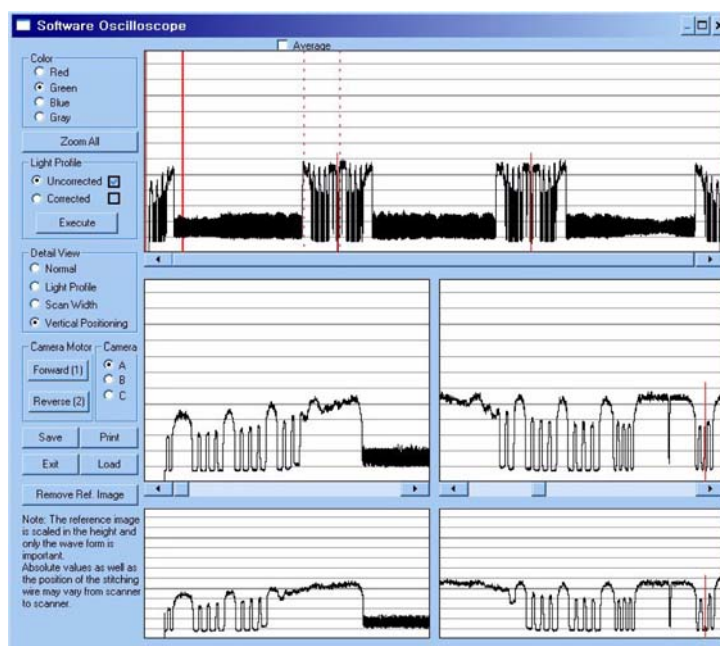 Software Oscilloscope
Average
Color
Red
Green
Blue
Gray
Zoom All
Light Profile
Uncorrected
Corrected
Execute
Detail View
Normal
Light Profile
Scan Width
Vertical Positioning
Camera Motor
Camera
Forward (1)
A
B
Reverse (2)
C
Save
Print
Exit
Load
Remove Ref. Image
Note: The reference image
is scaled in the height and
only the wave form is
important.
Absolute values as well as
the position of the stitching
wire may vary from scanner
to scanner.